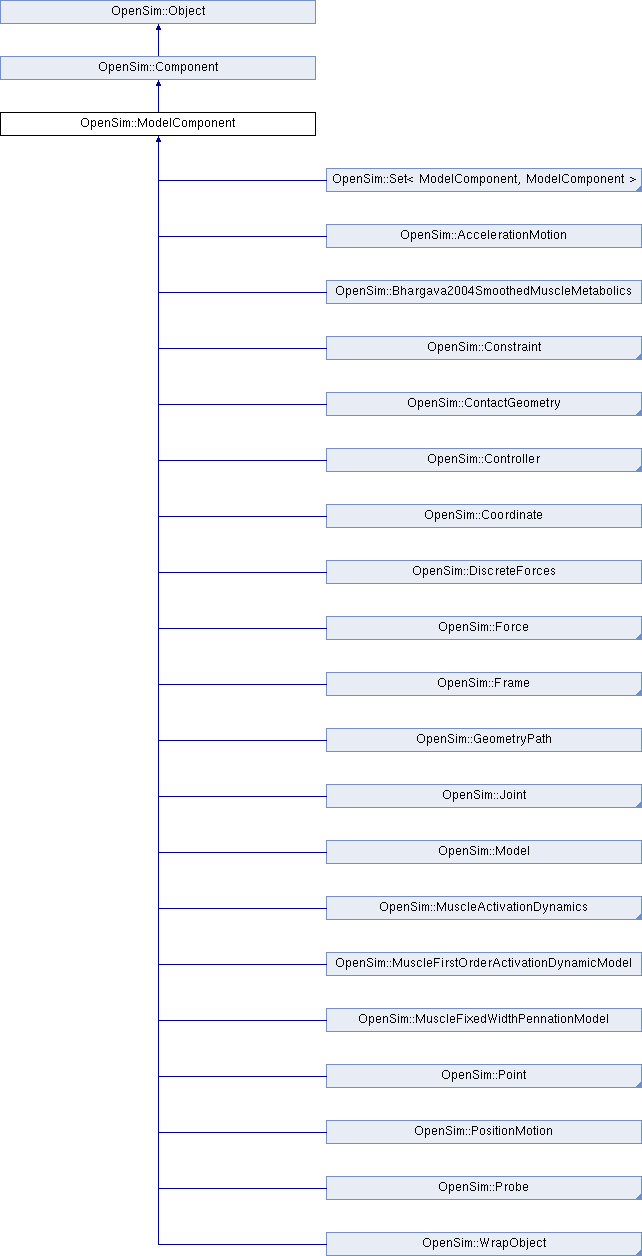 OpenSim::Object
OpenSim::Component
OpenSim::ModelComponent
OpenSim::Set< ModelComponent, ModelComponent >
OpenSim::AccelerationMotion
OpenSim::Bhargava2004SmoothedMuscleMetabolics
OpenSim::Constraint
OpenSim::ContactGeometry
OpenSim::Controller
OpenSim::Coordinate
OpenSim::DiscreteForces
OpenSim::Force
OpenSim::Frame
OpenSim::GeometryPath
OpenSim::Joint
OpenSim::Model
OpenSim::MuscleActivationDynamics
OpenSim::MuscleFirstOrderActivationDynamicModel
OpenSim::MuscleFixedWidthPennationModel
OpenSim::Point
OpenSim::PositionMotion
OpenSim::Probe
OpenSim::WrapObject